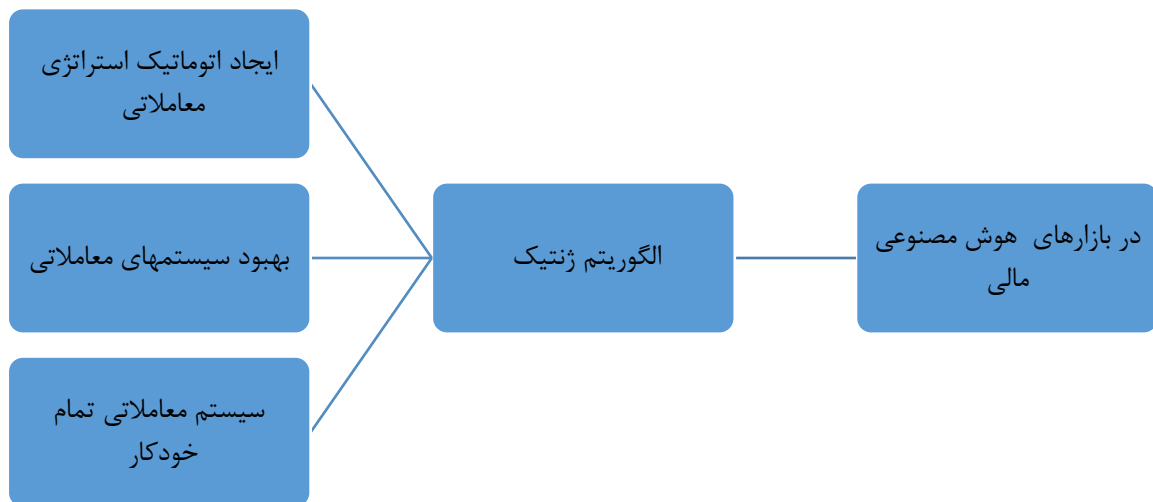 در بازارهای هوش مصنوعی
مالی
الگوریتم ژنتیک
ایجاد اتوماتیک استراتژی
معاملاتی
بهبود سیستمهای معاملاتی
سیستم معاملاتی تمام
خودکار